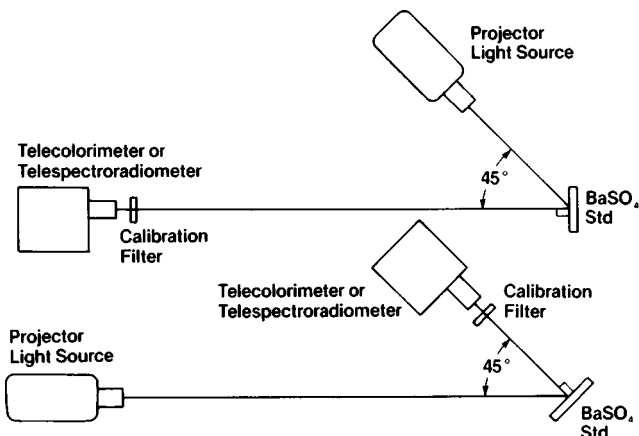 Projector
Light Source
Telecolorimeter or
Telespectroradiometer
45°
BaSO₄
Std
Calibration
Filter
Telecolorimeter or
Telespectroradiometer
Calibration
Filter
Projector
Light Source
45°
BaSO₄
Std